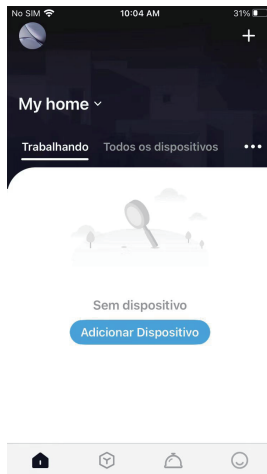 No SIM 10:04 AM 31%
My home
Trabalhando Todos os dispositivos
Sem dispositivo
Adicionar Dispositivo